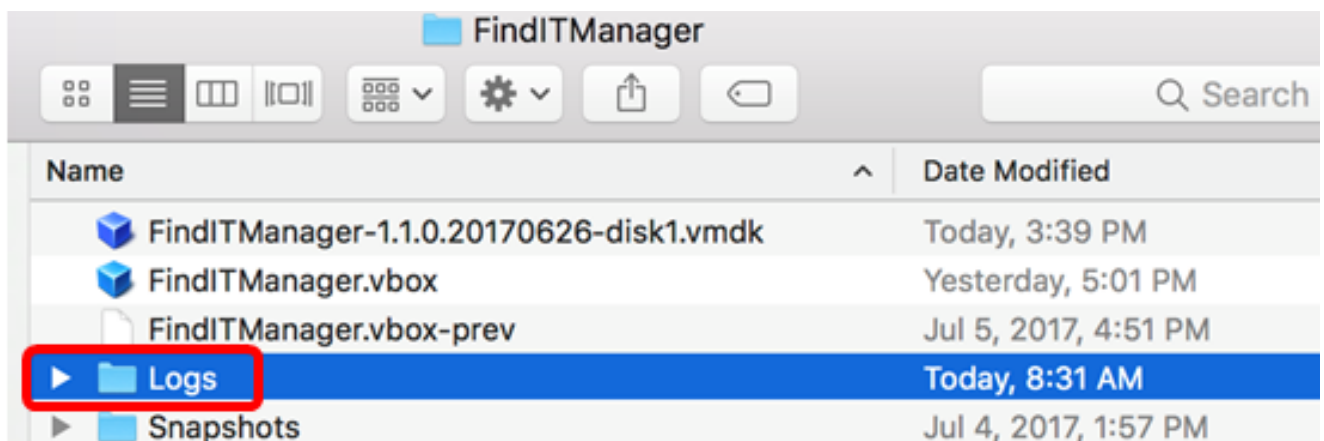 FindITManager
Search
Name Date Modified
FindITManager-1.1.0.20170626-disk1.vmdk Today, 3:39 PM
FindITManager.vbox Yesterday, 5:01 PM
FindITManager.vbox-prev Jul 5, 2017, 4:51 PM
Logs Today, 8:31 AM
Snapshots Jul 4, 2017, 1:57 PM